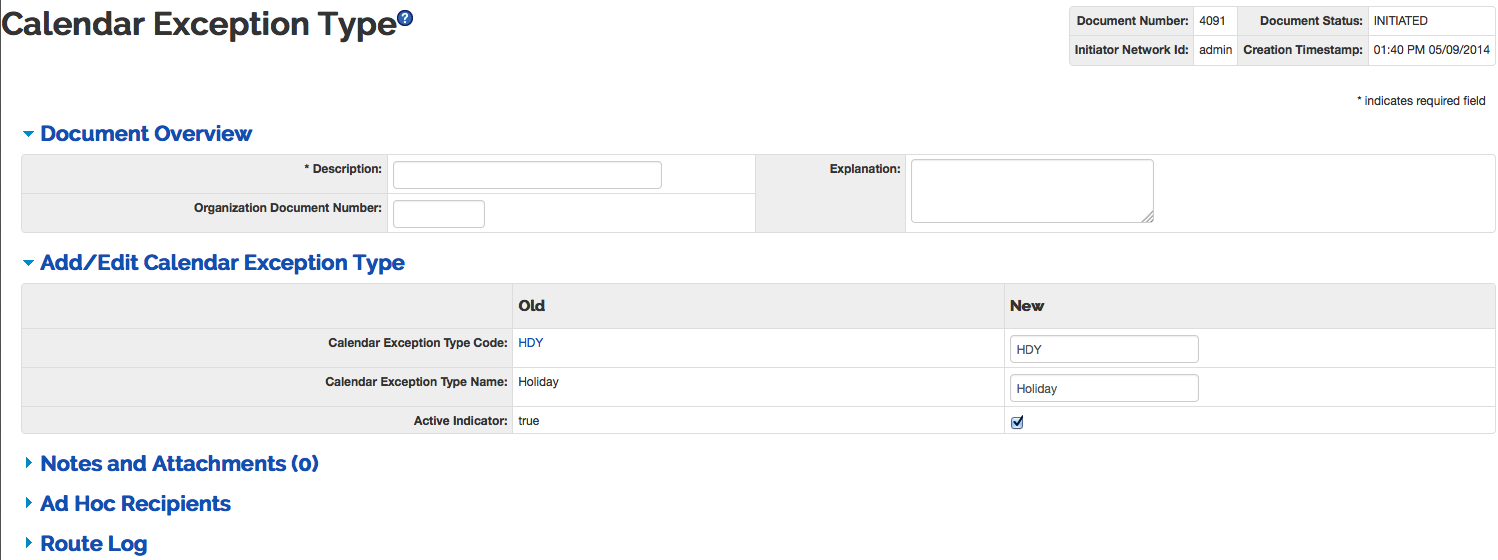 Calendar Exception Type ?
Document Number: 4091 Document Status: INITIATED
Initiator Network Id: admin Creation Timestamp: 01:40 PM 05/09/2014
* indicates required field
Document Overview
* Description: Explanation:
Organization Document Number:
Add/Edit Calendar Exception Type
Old New
Calendar Exception Type Code: HDY HDY
Calendar Exception Type Name: Holiday Holiday
Active Indicator: true
Notes and Attachments (0)
Ad Hoc Recipients
Route Log